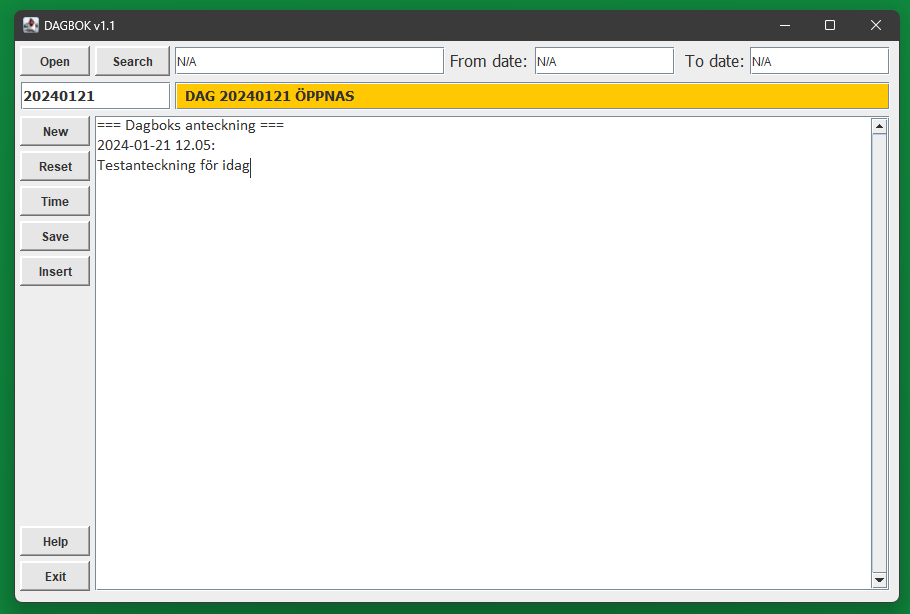 DAGBOK v1.1
Open Search N/A From date: N/A To date: N/A
20240121 DAG 20240121 ÖPPNAS
New
Reset
Time
Save
Insert
Help
Exit
=== Dagboks anteckning ===
2024-01-21 12.05:
Testanteckning för idag